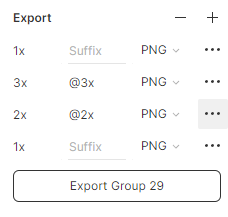 Export
1x Suffix PNG
3x @3x PNG
2x @2x PNG
1x Suffix PNG
Export Group 29